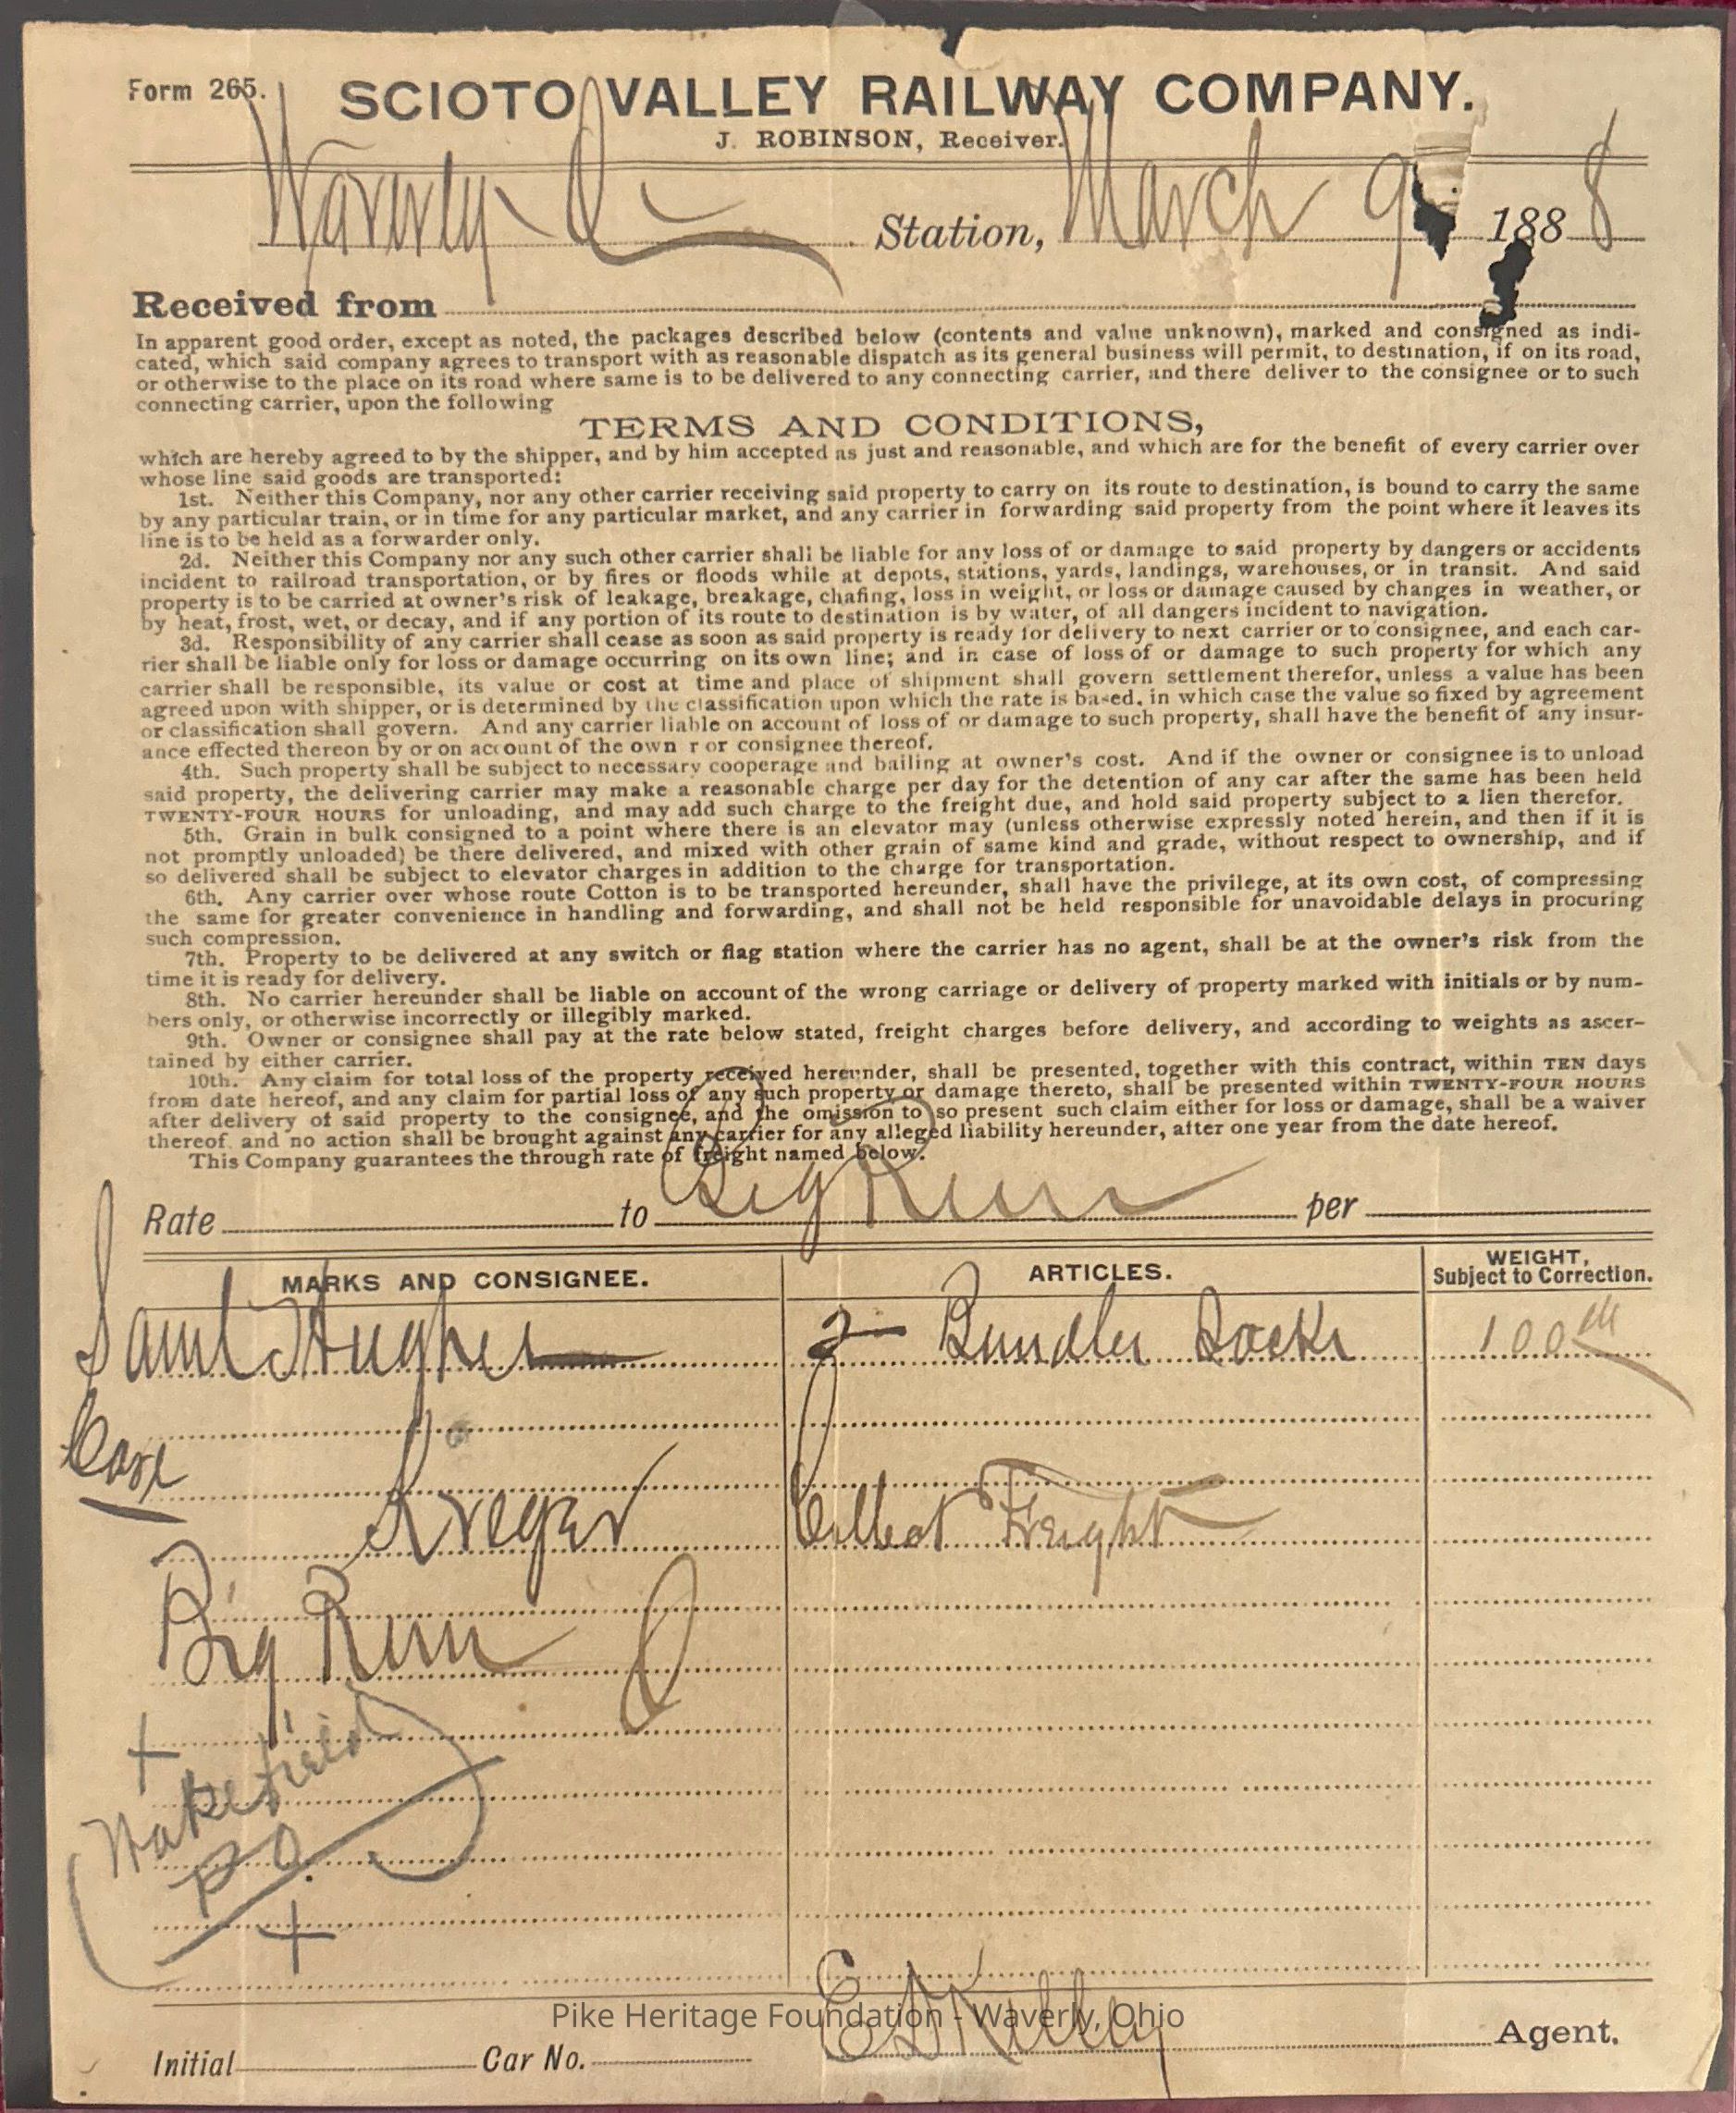 Form 265.
SCIOTO VALLEY RAILWAY COMPANY.
J. ROBINSON, Receiver.
Waverly O Station, March 9 1888
Received from
In apparent good order, except as noted, the packages described below (contents and value unknown), marked and consigned as indi-
cated, which said company agrees to transport with as reasonable dispatch as its general business will permit, to destination, if on its road,
or otherwise to the place on its road where same is to be delivered to any connecting carrier, and there deliver to the consignee or to such
connecting carrier, upon the following
TERMS AND CONDITIONS,
which are hereby agreed to by the shipper, and by him accepted as just and reasonable, and which are for the benefit of every carrier over
whose line said goods are transported:
1st. Neither this Company, nor any other carrier receiving said property to carry on its route to destination, is bound to carry the same
by any particular train, or in time for any particular market, and any carrier in forwarding said property from the point where it leaves its
line is to be held as a forwarder only.
2d. Neither this Company nor any such other carrier shall be liable for any loss of or damage to said property by dangers or accidents
incident to railroad transportation, or by fires or floods while at depots, stations, yards, landings, warehouses, or in transit. And said
property is to be carried at owner's risk of leakage, breakage, chafing, loss in weight, or loss or damage caused by changes in weather, or
by heat, frost, wet, or decay, and if any portion of its route to destination is by water, of all dangers incident to navigation.
3d. Responsibility of any carrier shall cease as soon as said property is ready for delivery to next carrier or to consignee, and each car-
rier shall be liable only for loss or damage occurring on its own line; and in case of loss of or damage to such property for which any
carrier shall be responsible, its value or cost at time and place of shipment shall govern settlement therefor, unless a value has been
agreed upon with shipper, or is determined by the classification upon which the rate is based, in which case the value so fixed by agreement
or classification shall govern. And any carrier liable on account of loss of or damage to such property, shall have the benefit of any insur-
ance effected thereon by or on account of the own r or consignee thereof.
4th. Such property shall be subject to necessary cooperage and bailing at owner's cost. And if the owner or consignee is to unload
said property, the delivering carrier may make a reasonable charge per day for the detention of any car after the same has been held
TWENTY-FOUR HOURS for unloading, and may add such charge to the freight due, and hold said property subject to a lien therefor.
5th. Grain in bulk consigned to a point where there is an elevator may (unless otherwise expressly noted herein, and then if it is
not promptly unloaded) be there delivered, and mixed with other grain of same kind and grade, without respect to ownership, and if
so delivered shall be subject to elevator charges in addition to the charge for transportation.
6th. Any carrier over whose route Cotton is to be transported hereunder, shall have the privilege, at its own cost, of compressing
the same for greater convenience in handling and forwarding, and shall not be held responsible for unavoidable delays in procuring
such compression.
7th. Property to be delivered at any switch or flag station where the carrier has no agent, shall be at the owner's risk from the
time it is ready for delivery.
8th. No carrier hereunder shall be liable on account of the wrong carriage or delivery of property marked with initials or by num-
bers only, or otherwise incorrectly or illegibly marked.
9th. Owner or consignee shall pay at the rate below stated, freight charges before delivery, and according to weights as ascer-
tained by either carrier.
10th. Any claim for total loss of the property received hereunder, shall be presented, together with this contract, within TEN days
from date hereof, and any claim for partial loss of any such property or damage thereto, shall be presented within TWENTY-FOUR HOURS
after delivery of said property to the consignee, and the omission to so present such claim either for loss or damage, shall be a waiver
thereof and no action shall be brought against any carrier for any alleged liability hereunder, after one year from the date hereof.
This Company guarantees the through rate of freight named below.
Rate to Big Run per
MARKS AND CONSIGNEE. ARTICLES. WEIGHT, Subject to Correction.
Saml Hughes 2 Bundles Sacks 100
Care
Kreger Collect Freight
Big Run O
Wakefield
PO
Pike Heritage Foundation - Waverly, Ohio
Initial Car No. Kelley Agent.